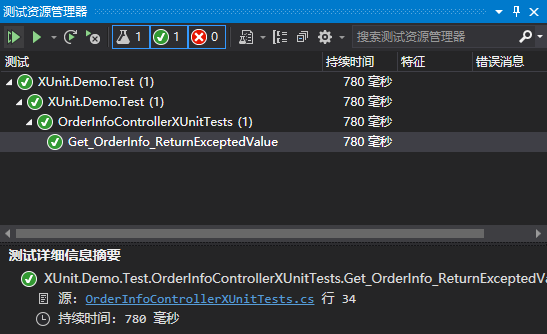 测试资源管理器
1 1 0 搜索测试资源管理器
测试 持续时间 特征 错误消息
XUnit.Demo.Test (1) 780 毫秒
XUnit.Demo.Test (1) 780 毫秒
OrderInfoControllerXUnitTests (1) 780 毫秒
Get_OrderInfo_ReturnExceptedValue 780 毫秒
测试详细信息摘要
XUnit.Demo.Test.OrderInfoControllerXUnitTests.Get_OrderInfo_ReturnExceptedVa
源: OrderInfoControllerXUnitTests.cs 行 34
持续时间: 780 毫秒